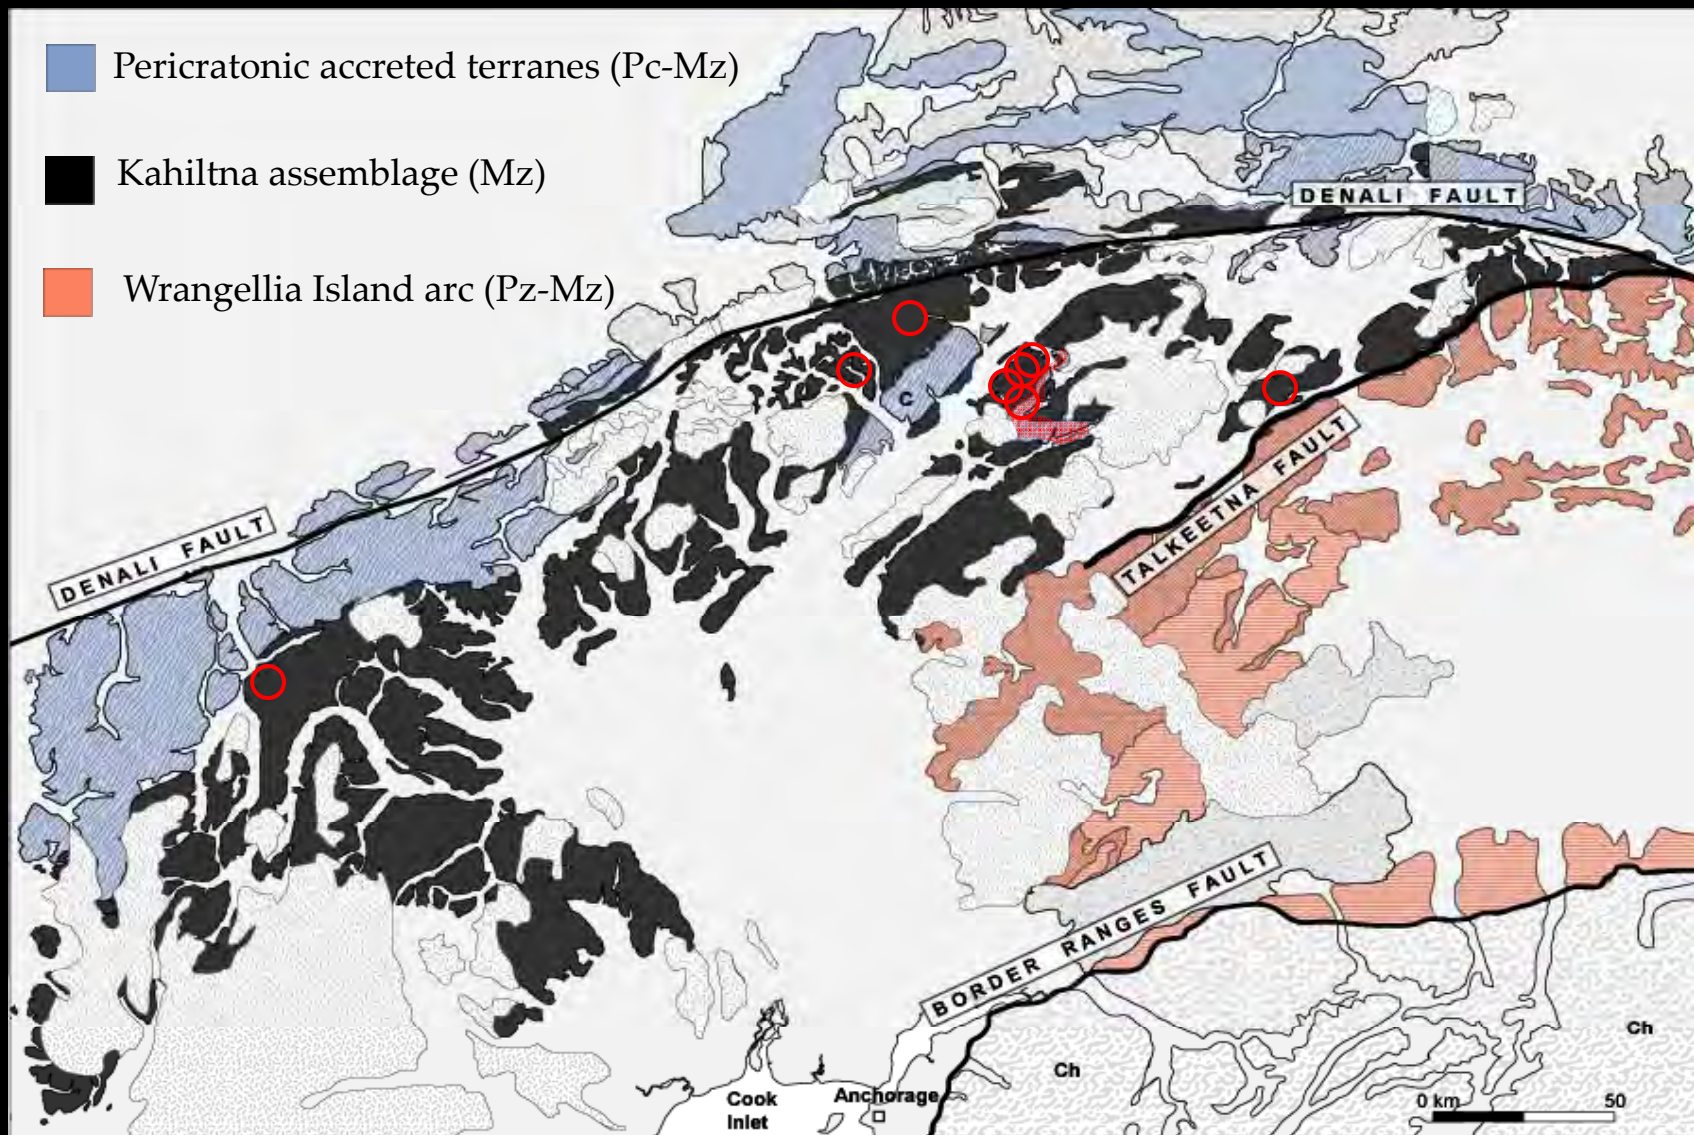 Pericratonic accreted terranes (Pc-Mz)
Kahiltna assemblage (Mz)
Wrangellia Island arc (Pz-Mz)
DENALI FAULT
C
DENALI FAULT
TALKEETNA FAULT
BORDER RANGES FAULT
Ch
Ch
Cook
Inlet
Anchorage
0 km 50